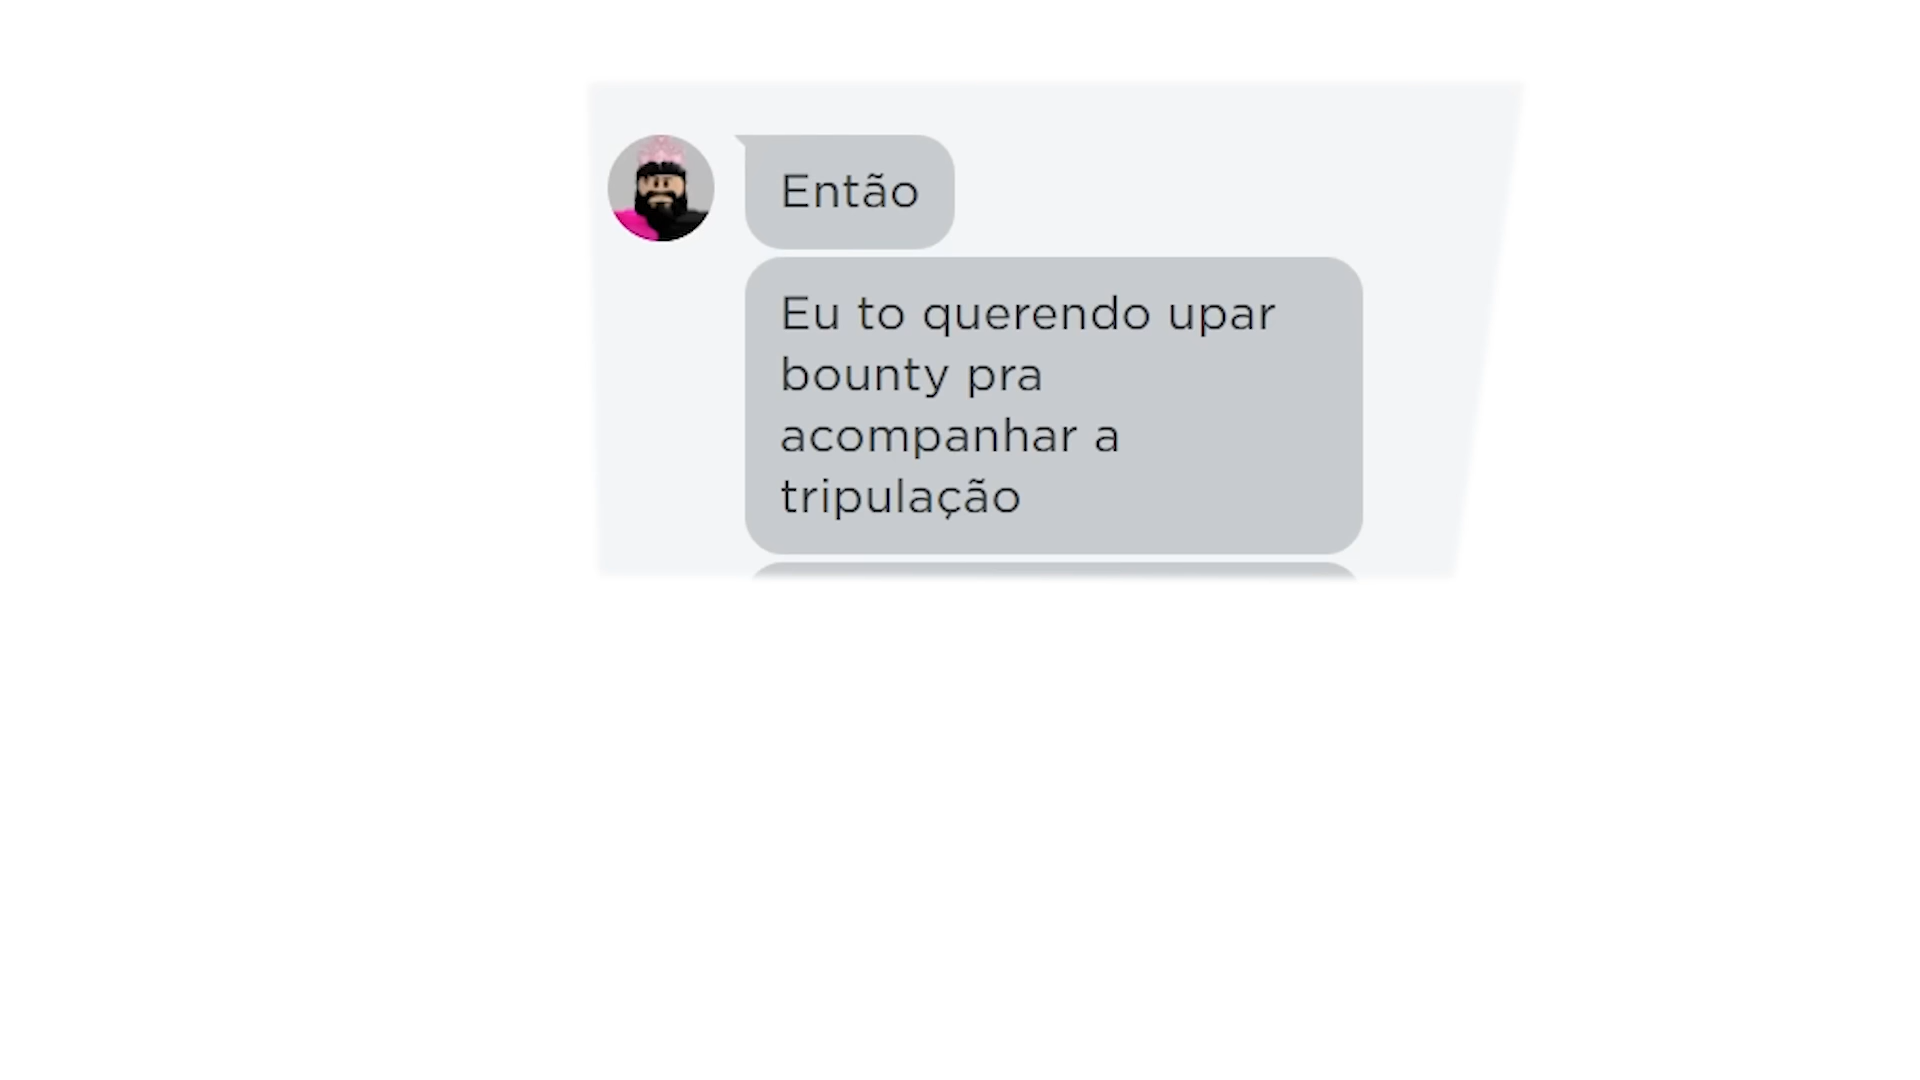 Então
Eu to querendo upar
bounty pra
acompanhar a
tripulação